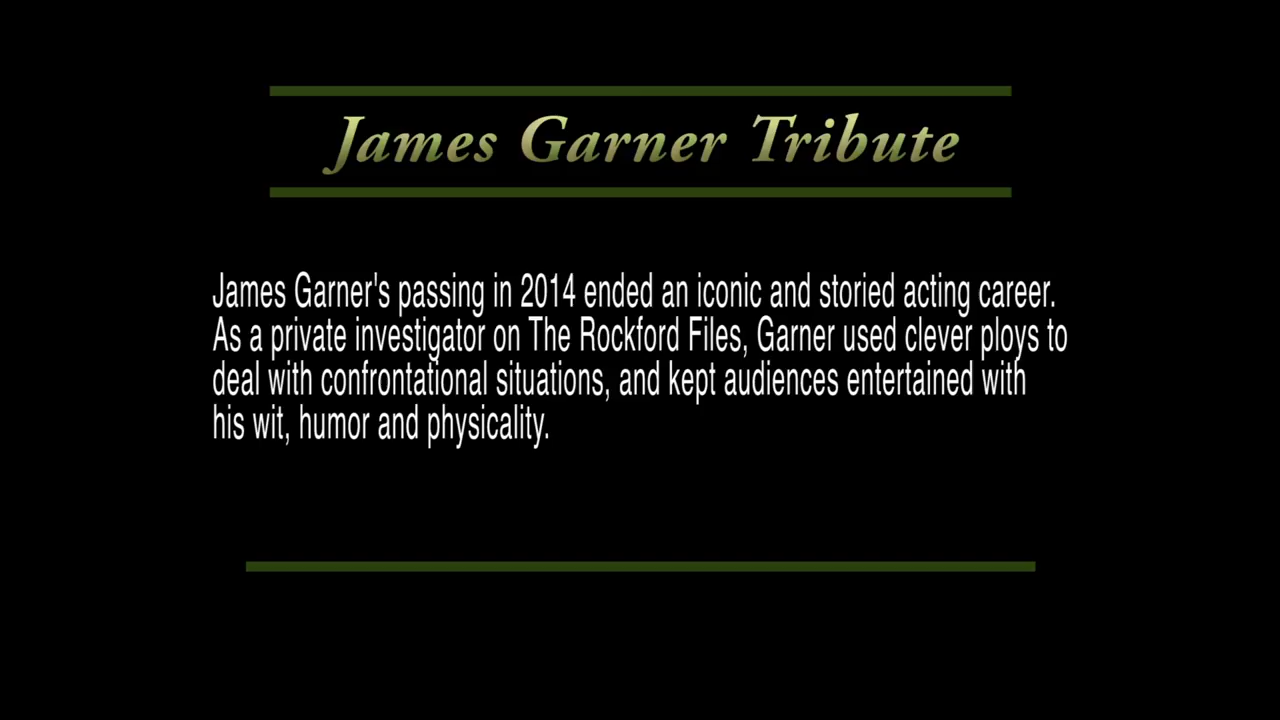 James Garner Tribute
James Garner's passing in 2014 ended an iconic and storied acting career.
As a private investigator on The Rockford Files, Garner used clever ploys to
deal with confrontational situations, and kept audiences entertained with
his wit, humor and physicality.